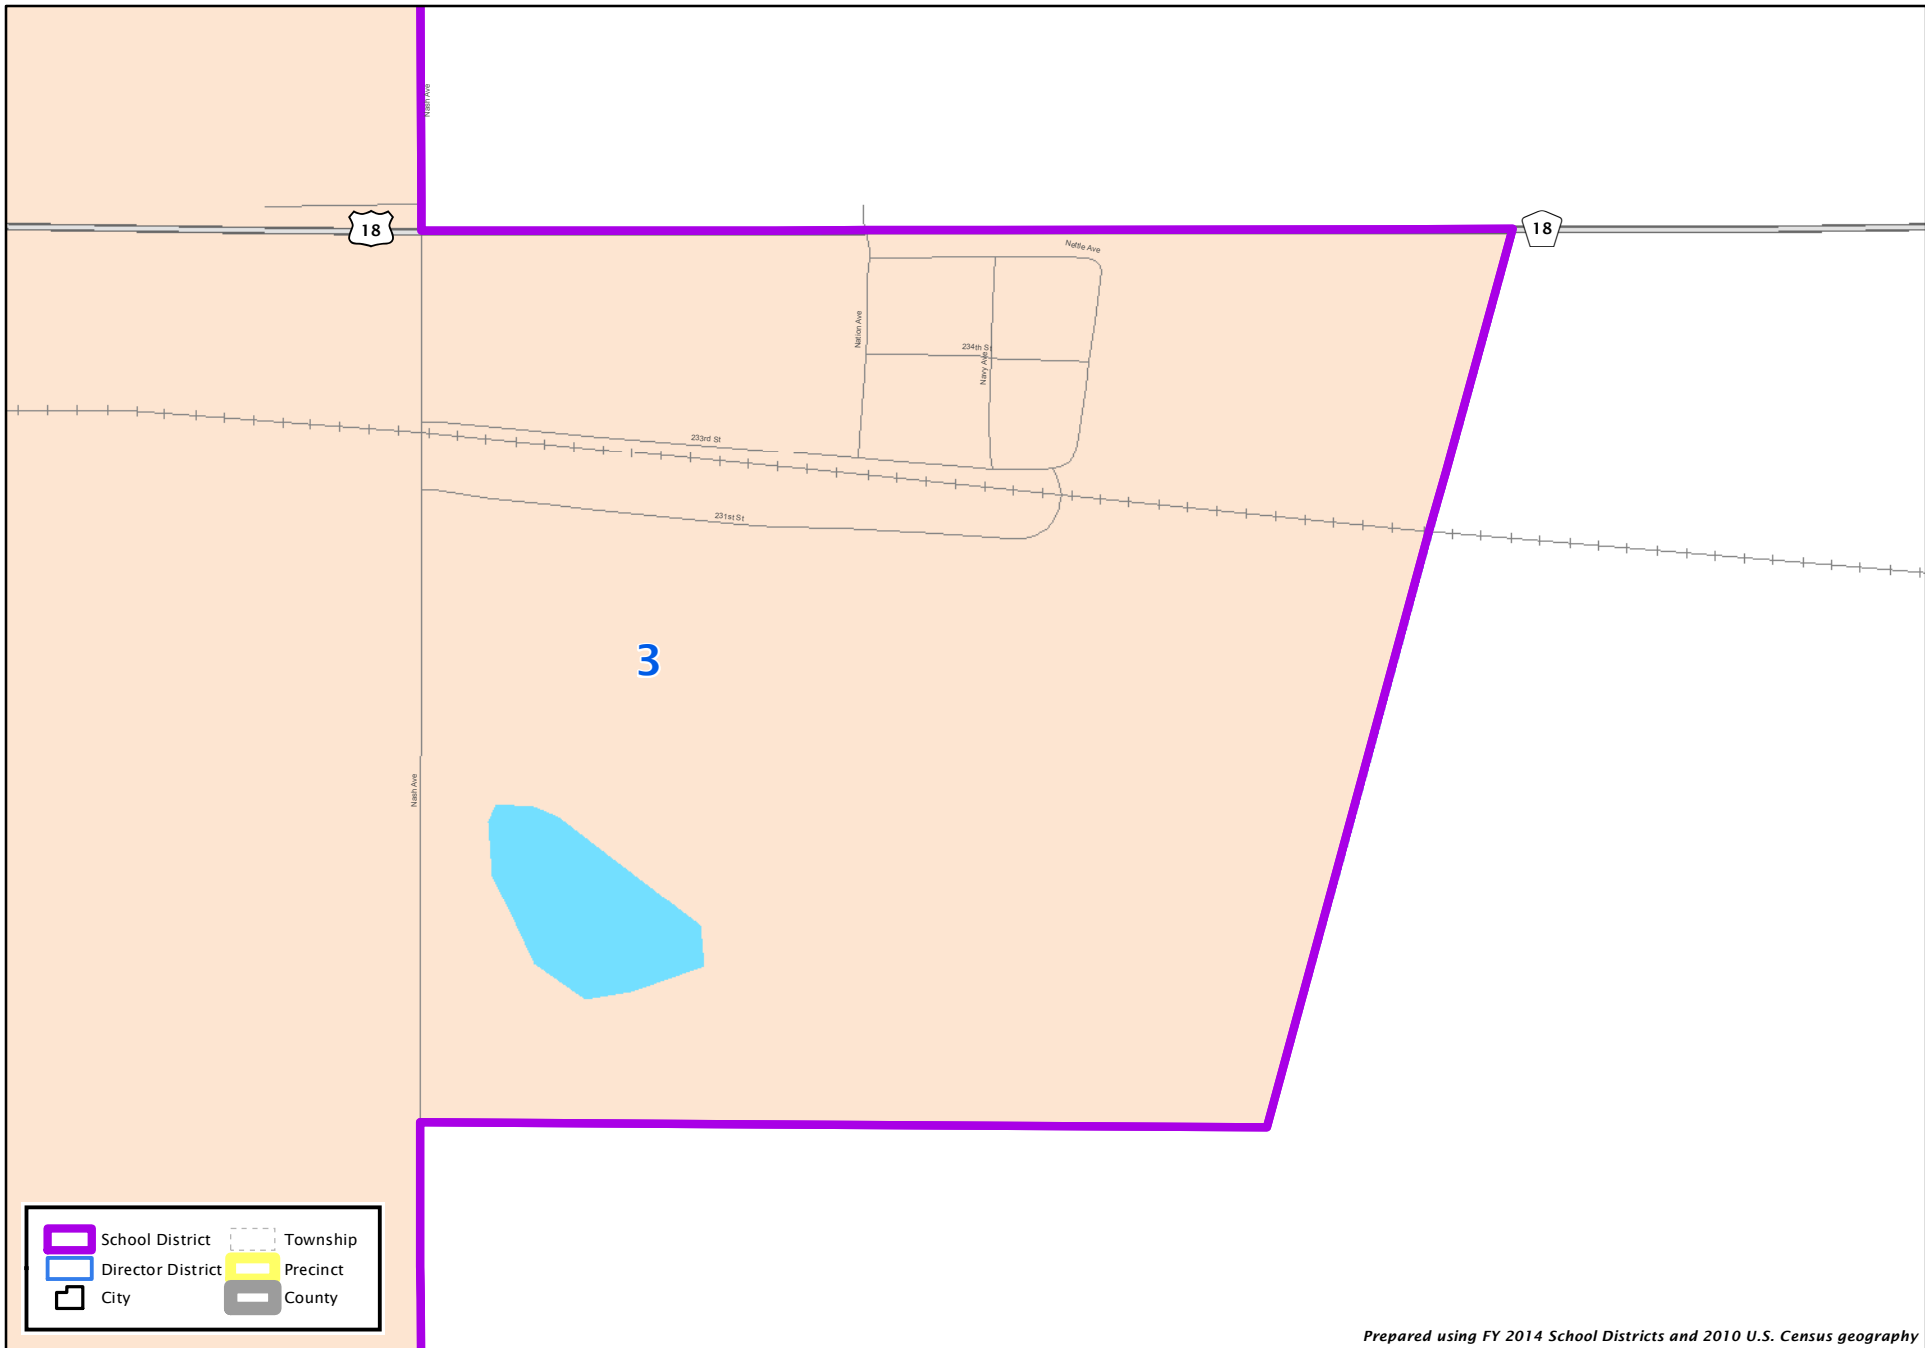 Nash Ave
18
18
Nettle Ave
Nation Ave
234th St
Navy Ave
233rd St
231st St
3
Nash Ave
School District
Township
Director District
Precinct
City
County
Prepared using FY 2014 School Districts and 2010 U.S. Census geography